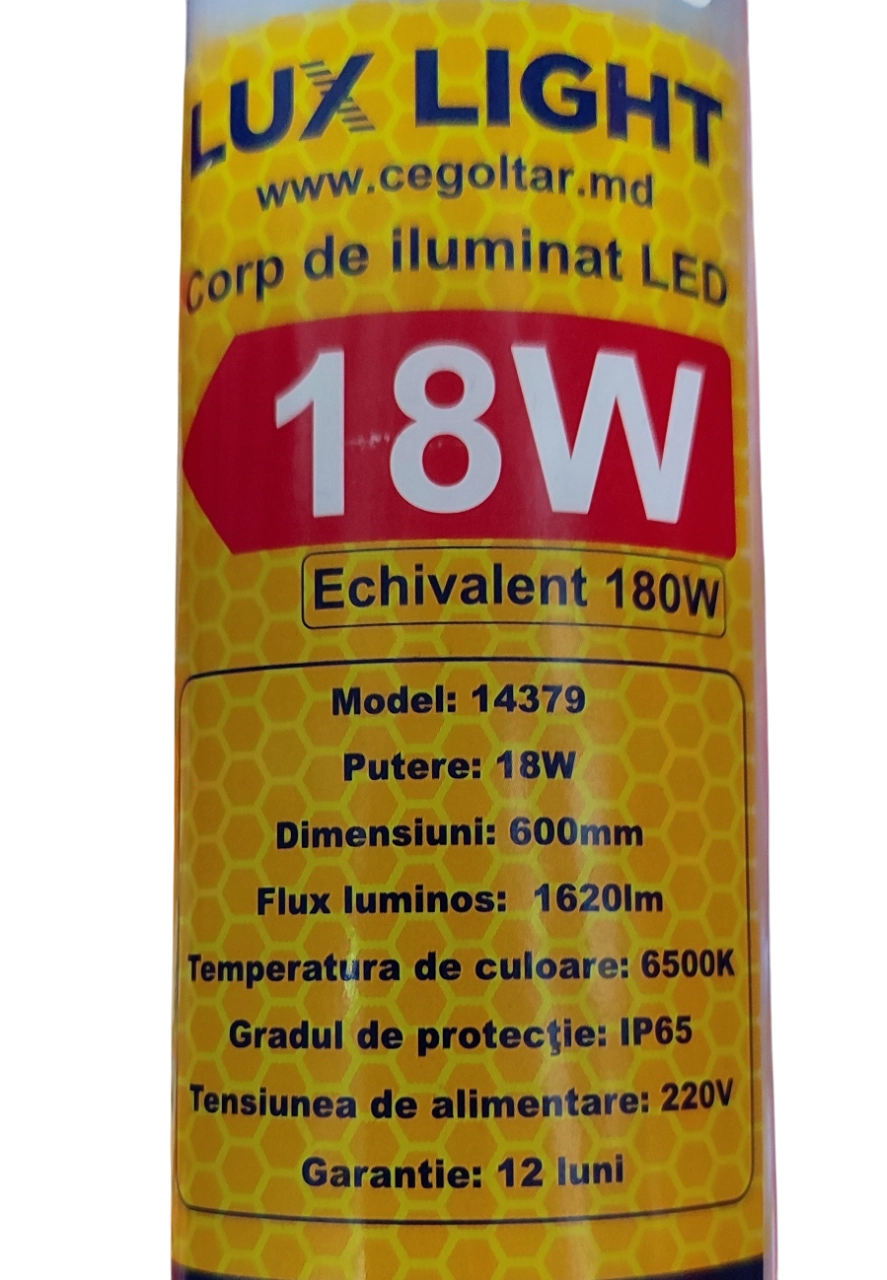 LUX LIGHT
www.cegoltar.md
Corp de iluminat LED
18W
Echivalent 180W
Model: 14379
Putere: 18W
Dimensiuni: 600mm
Flux luminos: 1620lm
Temperatura de culoare: 6500K
Gradul de protecţie: IP65
Tensiunea de alimentare: 220V
Garantie: 12 luni